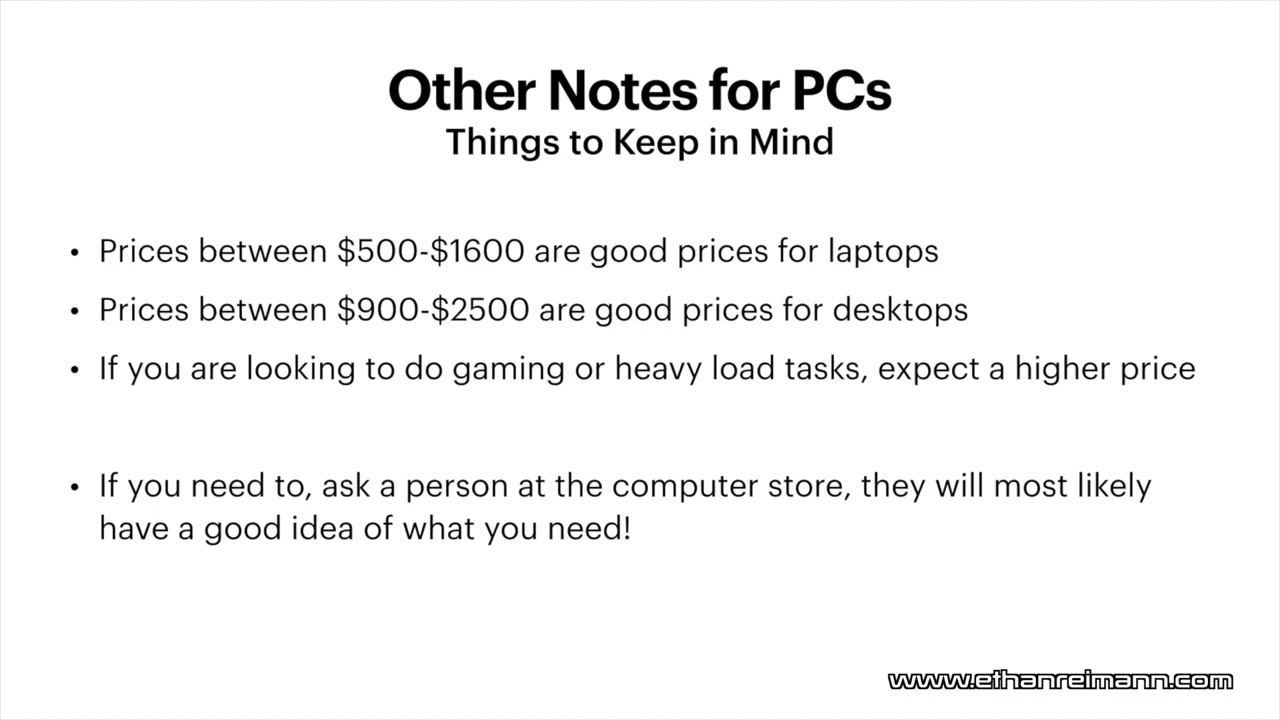 Other Notes for PCs
Things to Keep in Mind
• Prices between $500-$1600 are good prices for laptops
• Prices between $900-$2500 are good prices for desktops
• If you are looking to do gaming or heavy load tasks, expect a higher price
• If you need to, ask a person at the computer store, they will most likely
have a good idea of what you need!
www.ethanreimann.com